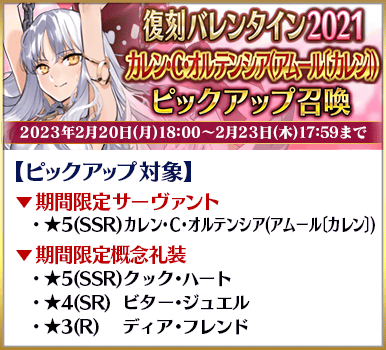 復刻バレンタイン2021
カレン・C・オルテンシア(アムール〔カレン〕)
ピックアップ召喚
2023年2月20日(月)18:00～2月23日(木)17:59まで
【ピックアップ対象】
▼期間限定サーヴァント
・★5(SSR)カレン・C・オルテンシア(アムール〔カレン〕)
▼期間限定概念礼装
・★5(SSR)クック・ハート
・★4(SR) ビター・ジュエル
・★3(R) ディア・フレンド